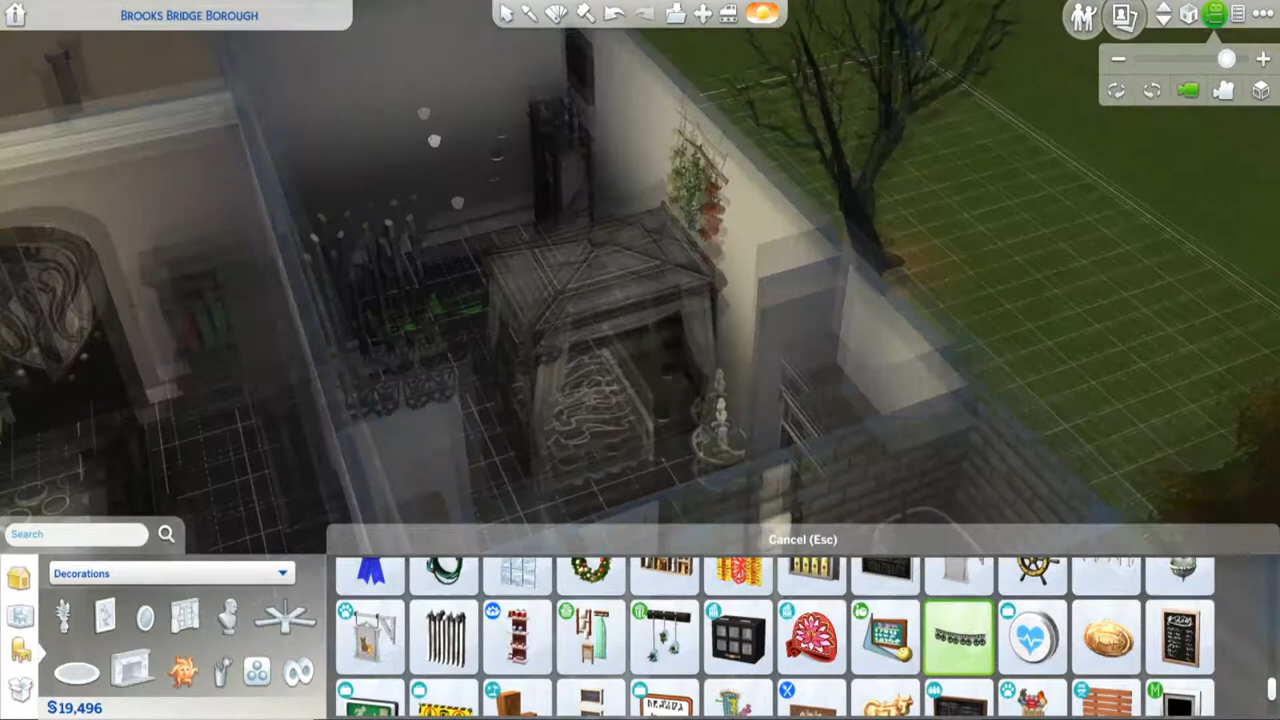 BROOKS BRIDGE BOROUGH
Search
Cancel (Esc)
Decorations
§19,496